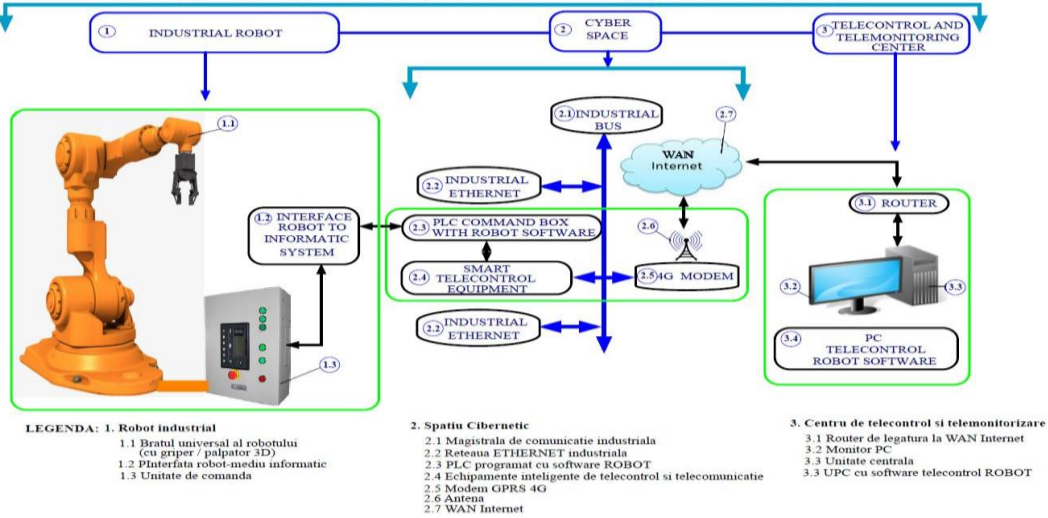 1 INDUSTRIAL ROBOT
2 CYBER
SPACE
3 TELECONTROL AND
TELEMONITORING
CENTER
1.1
2.1 INDUSTRIAL
BUS
2.7
WAN
Internet
2.2 INDUSTRIAL
ETHERNET
1.2 INTERFACE
ROBOT TO
INFORMATIC
SYSTEM
2.3 PLC COMMAND BOX
WITH ROBOT SOFTWARE
2.6
3.1 ROUTER
2.4 SMART
TELECONTROL
EQUIPMENT
2.5 4G MODEM
3.2
3.3
2.2 INDUSTRIAL
ETHERNET
1.3
3.4 PC
TELECONTROL
ROBOT SOFTWARE
LEGENDA: 1. Robot industrial
1.1 Bratul universal al robotului
(cu griper / palpator 3D)
1.2 PInterfata robot-mediu informatic
1.3 Unitate de comanda
2. Spatiu Cibernetic
2.1 Magistrala de comunicatie industriala
2.2 Reteaua ETHERNET industriala
2.3 PLC programat cu software ROBOT
2.4 Echipamente inteligente de telecontrol si telecomunicatie
2.5 Modem GPRS 4G
2.6 Antena
2.7 WAN Internet
3. Centru de telecontrol si telemonitorizare
3.1 Router de legatura la WAN Internet
3.2 Monitor PC
3.3 Unitate centrala
3.3 UPC cu software telecontrol ROBOT